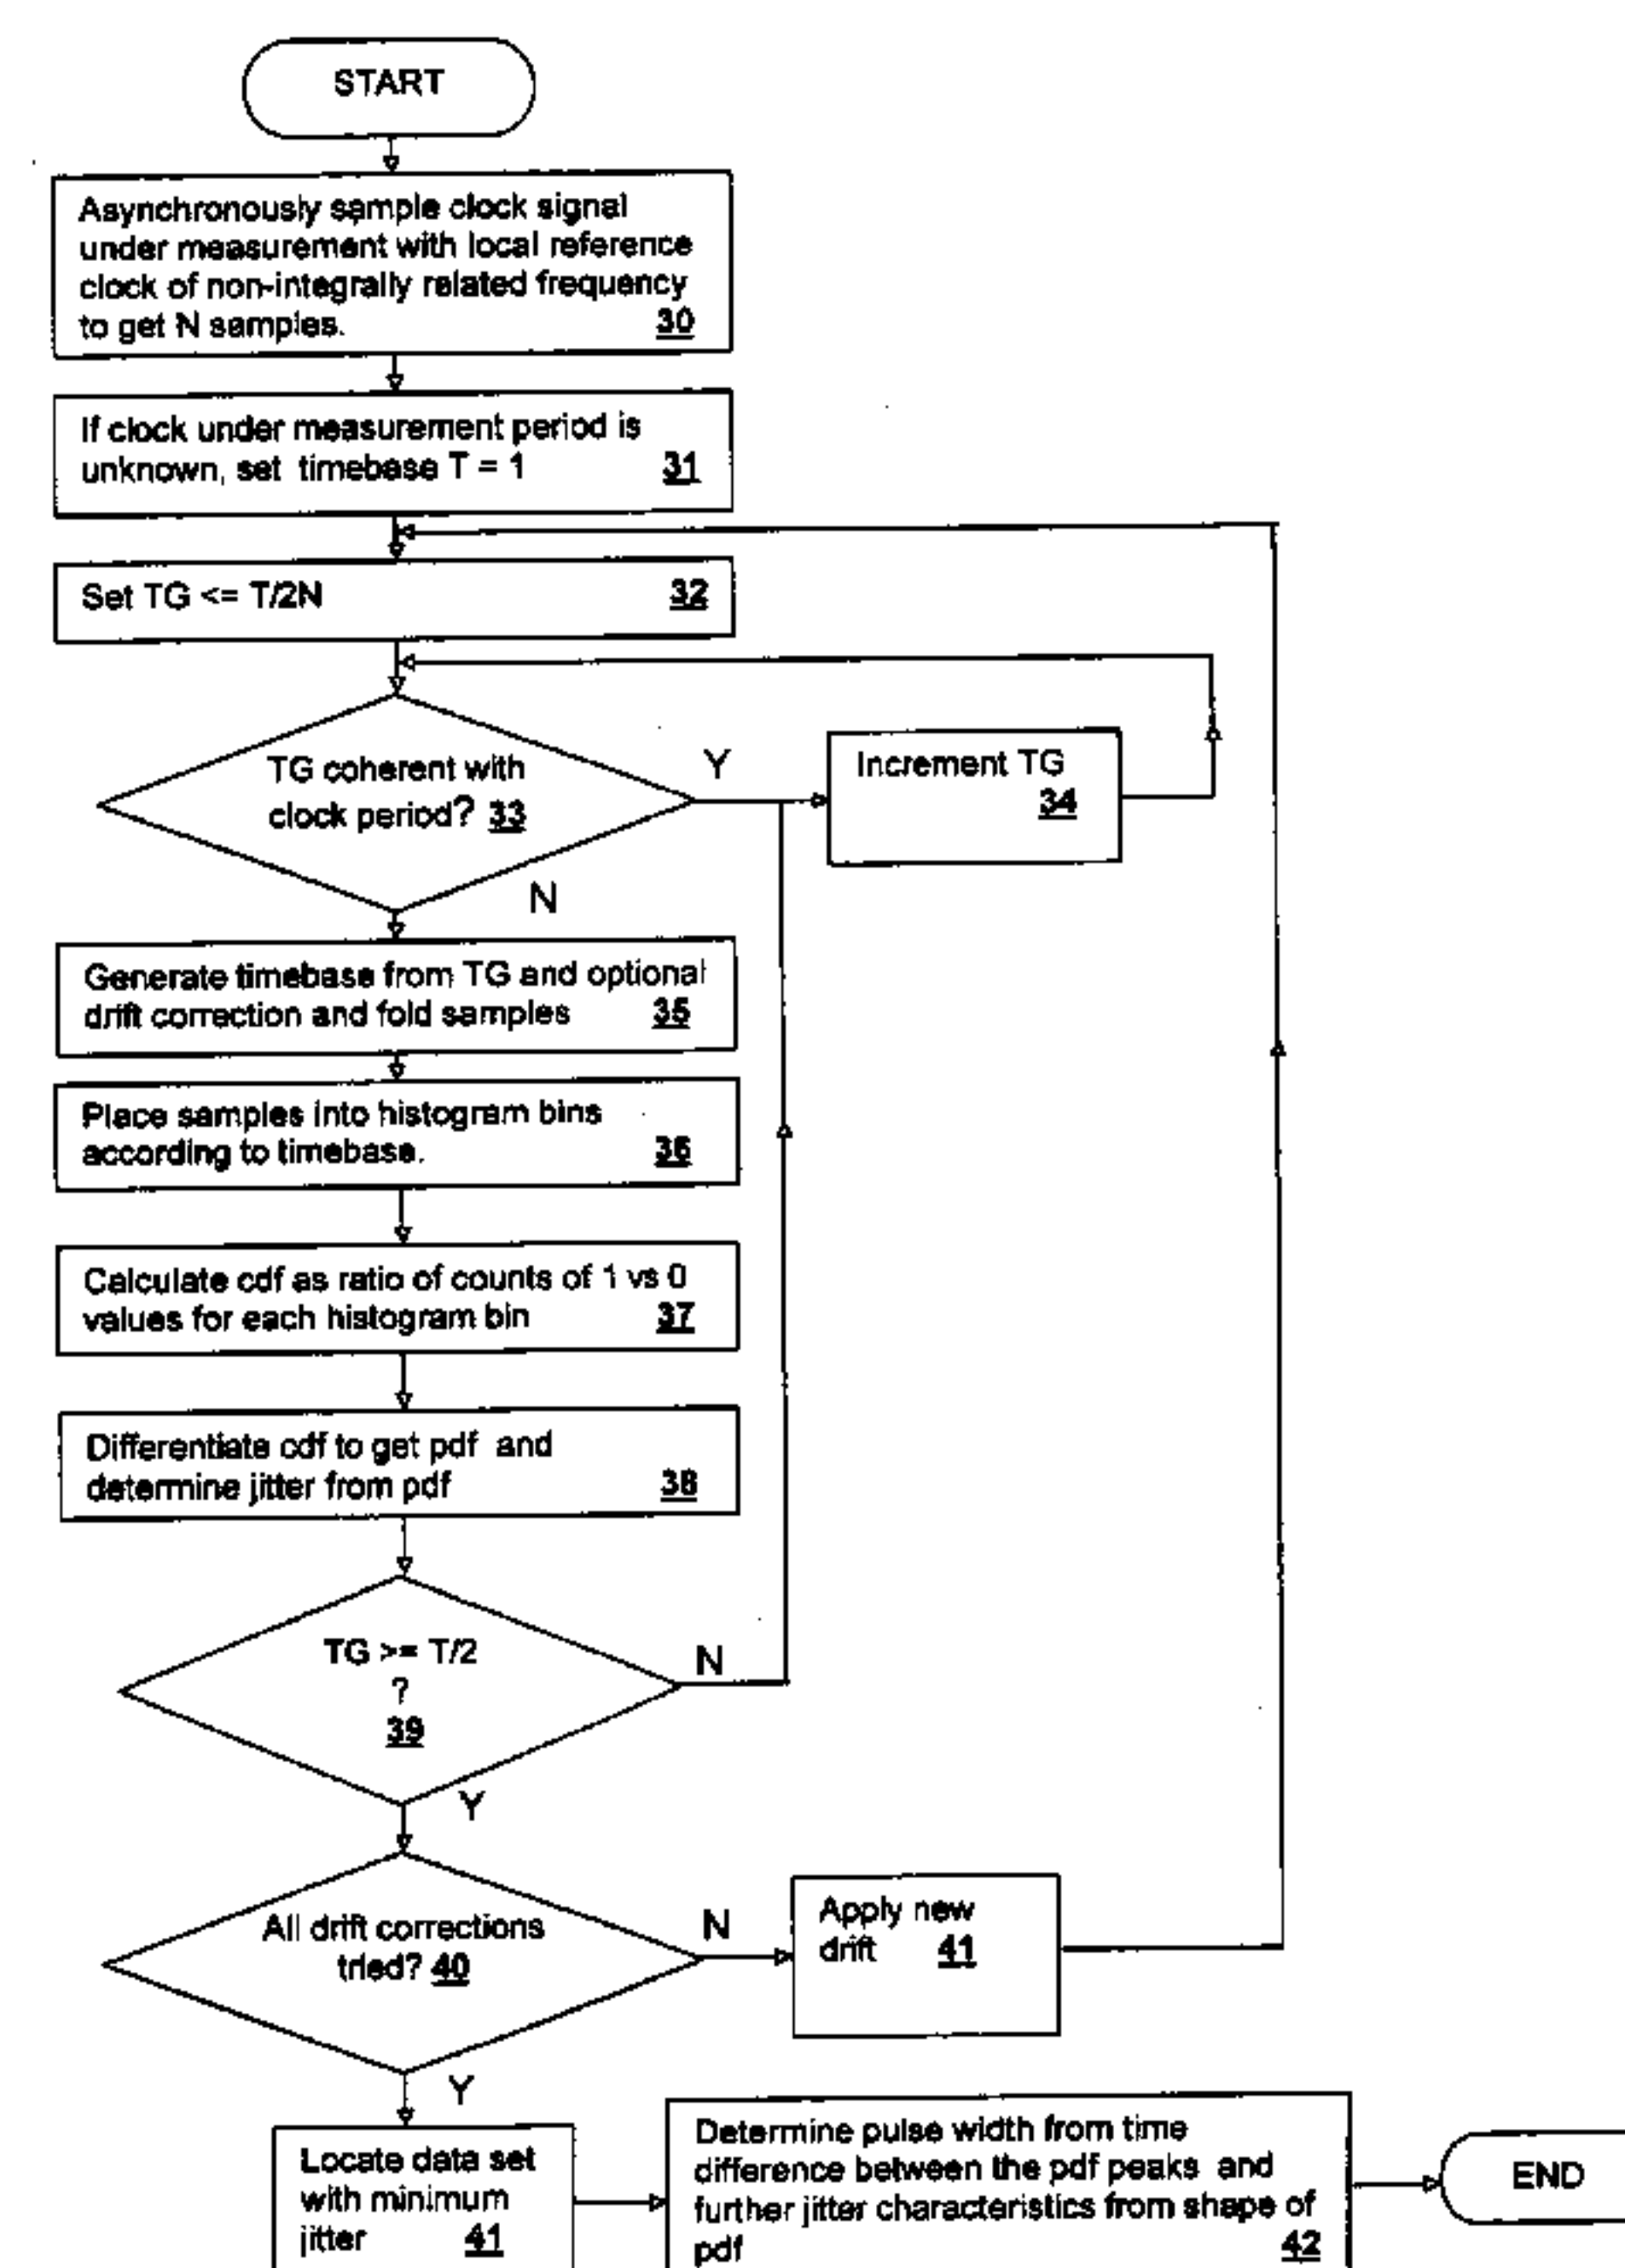 START
Asynchronously sample clock signal
under measurement with local reference
clock of non-integrally related frequency
to get N samples. 30
If clock under measurement period is
unknown, set timebase T = 1 31
Set TG <= T/2N 32
TG coherent with
clock period? 33
Y
Increment TG
34
N
Generate timebase from TG and optional
drift correction and fold samples 35
Place samples into histogram bins
according to timebase. 36
Calculate cdf as ratio of counts of 1 vs 0
values for each histogram bin 37
Differentiate cdf to get pdf and
determine jitter from pdf 38
TG >= T/2
?
39
N
Y
All drift corrections
tried? 40
N
Apply new
drift 41
Y
Locate data set
with minimum
jitter 41
Determine pulse width from time
difference between the pdf peaks and
further jitter characteristics from shape of
pdf 42
END